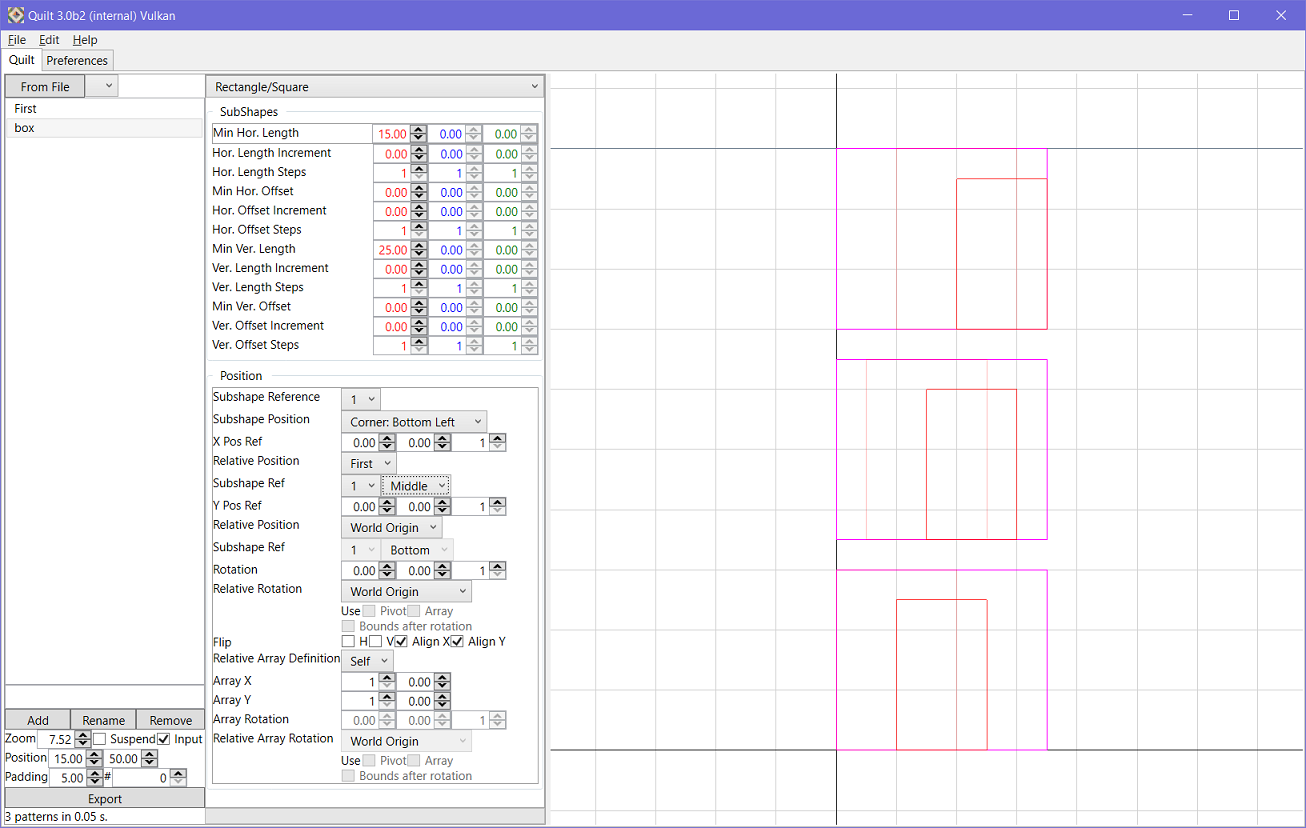 Quilt 3.0b2 (internal) Vulkan
File Edit Help
Quilt Preferences
From File
First
box
Rectangle/Square
SubShapes
Min Hor. Length 15.00 0.00 0.00
Hor. Length Increment 0.00 0.00 0.00
Hor. Length Steps 1 1 1
Min Hor. Offset 0.00 0.00 0.00
Hor. Offset Increment 0.00 0.00 0.00
Hor. Offset Steps 1 1 1
Min Ver. Length 25.00 0.00 0.00
Ver. Length Increment 0.00 0.00 0.00
Ver. Length Steps 1 1 1
Min Ver. Offset 0.00 0.00 0.00
Ver. Offset Increment 0.00 0.00 0.00
Ver. Offset Steps 1 1 1
Position
Subshape Reference 1
Subshape Position Corner: Bottom Left
X Pos Ref 0.00 0.00 1
Relative Position First
Subshape Ref 1 Middle
Y Pos Ref 0.00 0.00 1
Relative Position World Origin
Subshape Ref 1 Bottom
Rotation 0.00 0.00 1
Relative Rotation World Origin
Use Pivot Array
Bounds after rotation
Flip H V Align X Align Y
Relative Array Definition Self
Array X 1 0.00
Array Y 1 0.00
Array Rotation 0.00 0.00 1
Relative Array Rotation World Origin
Use Pivot Array
Bounds after rotation
Add Rename Remove
Zoom 7.52 Suspend Input
Position 15.00 50.00
Padding 5.00 # 0
Export
3 patterns in 0.05 s.